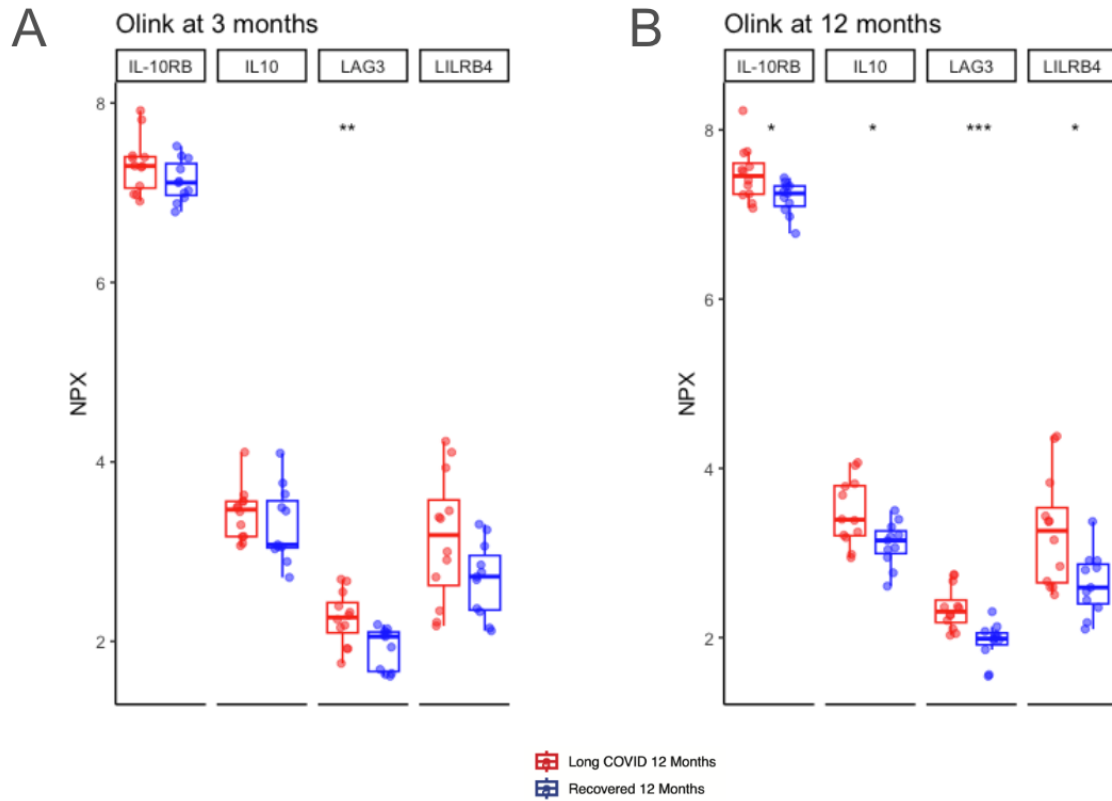 A
Olink at 3 months
IL-10RB IL10 LAG3 LILRB4
**
8
6
4
2
NPX
B
Olink at 12 months
IL-10RB IL10 LAG3 LILRB4
* * *** *
8
6
4
2
NPX
Long COVID 12 Months
Recovered 12 Months